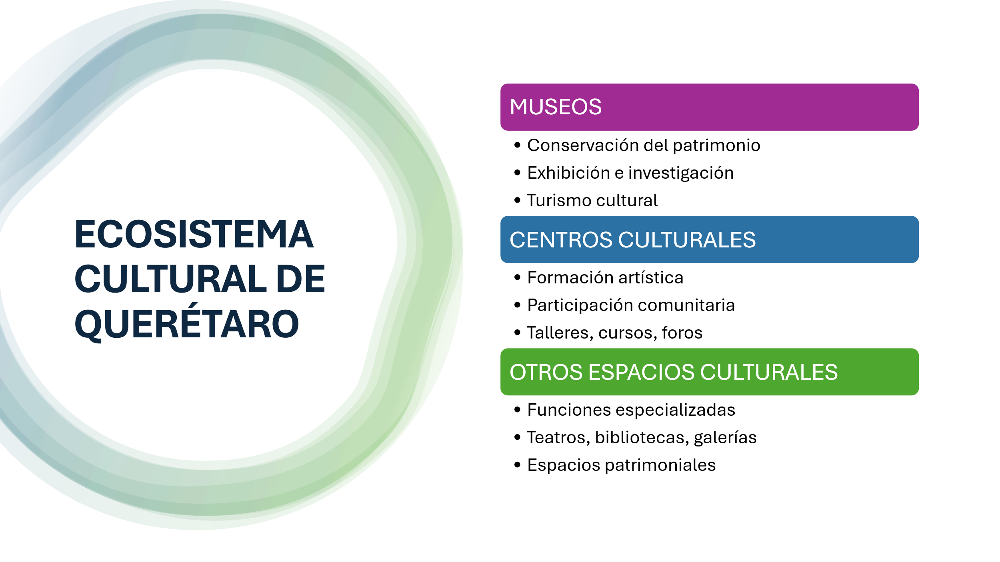 ECOSISTEMA
CULTURAL DE
QUERÉTARO
MUSEOS
• Conservación del patrimonio
• Exhibición e investigación
• Turismo cultural
CENTROS CULTURALES
• Formación artística
• Participación comunitaria
• Talleres, cursos, foros
OTROS ESPACIOS CULTURALES
• Funciones especializadas
• Teatros, bibliotecas, galerías
• Espacios patrimoniales